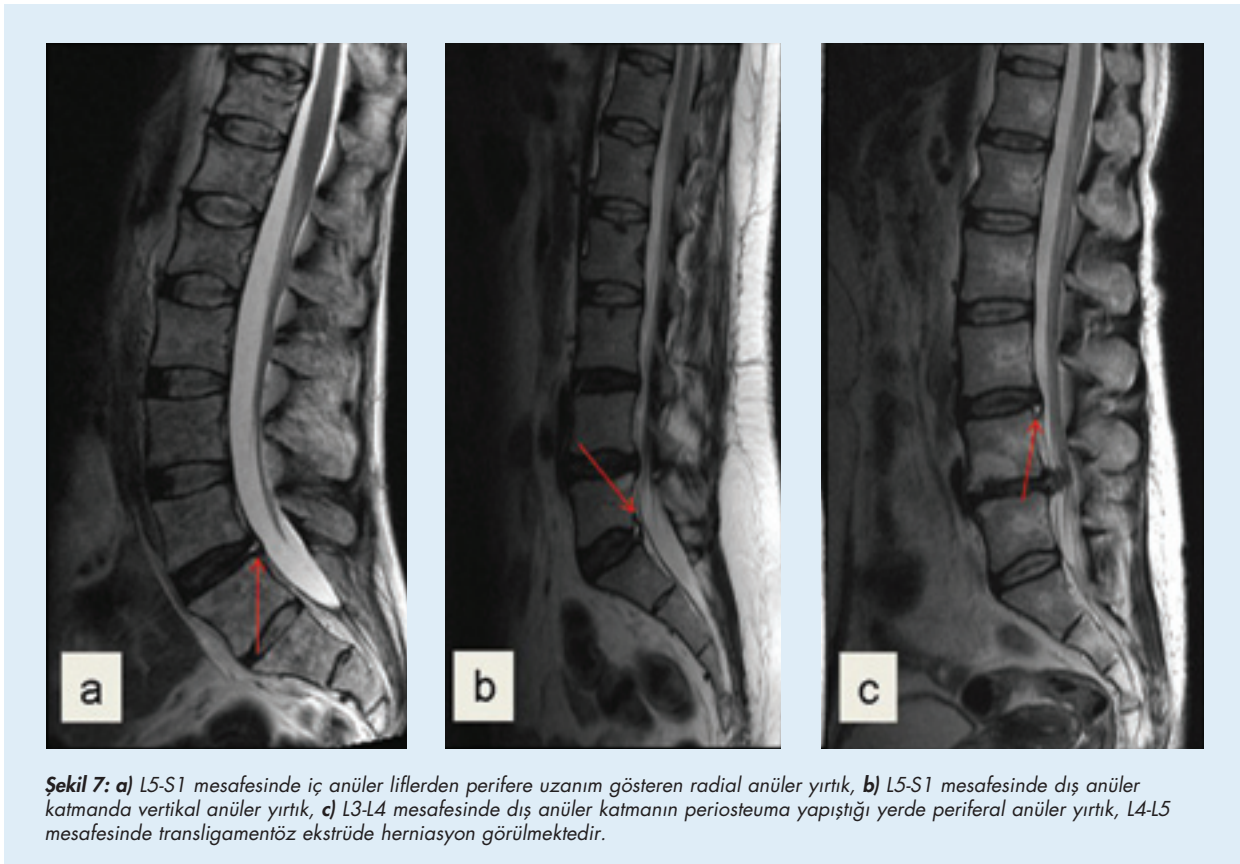 a
b
c
Şekil 7: a) L5-S1 mesafesinde iç anüler liflerden perifere uzanım gösteren radial anüler yırtık, b) L5-S1 mesafesinde dış anüler
katmanda vertikal anüler yırtık, c) L3-L4 mesafesinde dış anüler katmanın periosteuma yapıştığı yerde periferal anüler yırtık, L4-L5
mesafesinde transligamentöz ekstrüde herniasyon görülmektedir.